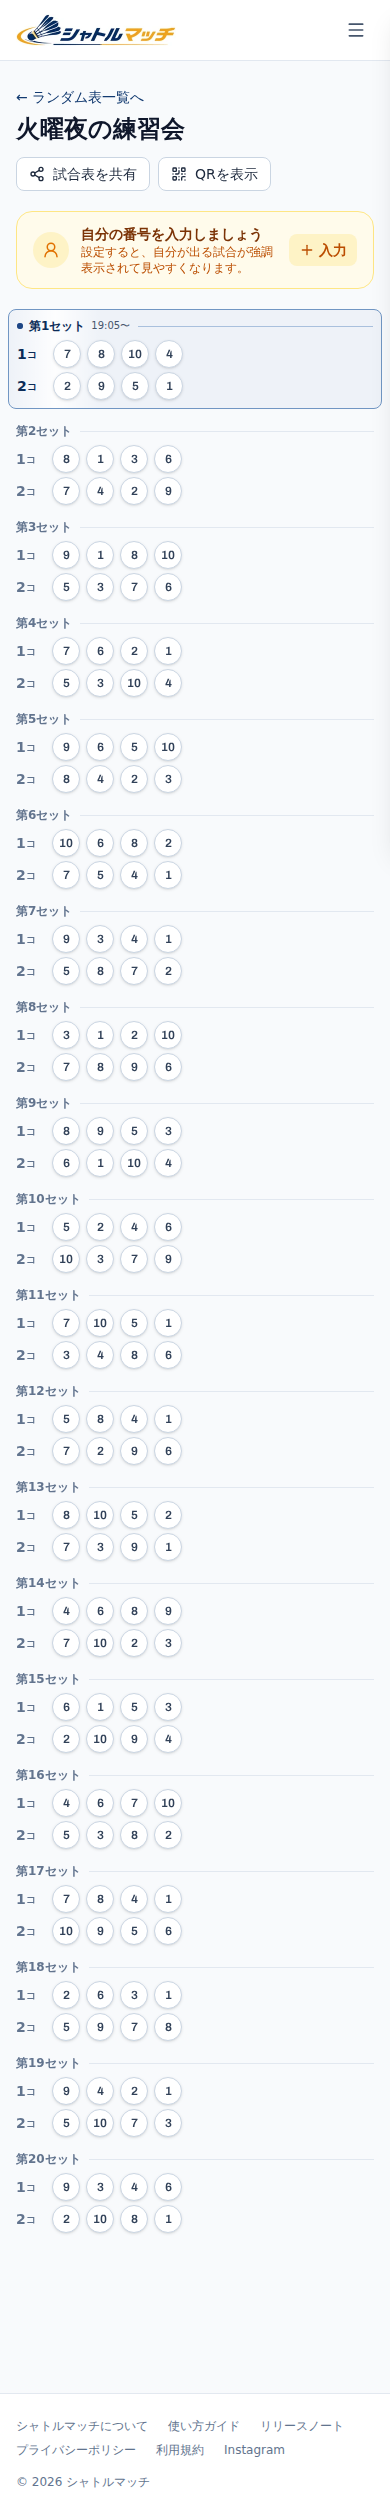 シャトルマッチ
← ランダム表一覧へ
火曜夜の練習会
試合表を共有 QRを表示
自分の番号を入力しましょう
設定すると、自分が出る試合が強調
表示されて見やすくなります。
+ 入力
第1セット 19:05〜
1コ 7 8 10 4
2コ 2 9 5 1
第2セット
1コ 8 1 3 6
2コ 7 4 2 9
第3セット
1コ 9 1 8 10
2コ 5 3 7 6
第4セット
1コ 7 6 2 1
2コ 5 3 10 4
第5セット
1コ 9 6 5 10
2コ 8 4 2 3
第6セット
1コ 10 6 8 2
2コ 7 5 4 1
第7セット
1コ 9 3 4 1
2コ 5 8 7 2
第8セット
1コ 3 1 2 10
2コ 7 8 9 6
第9セット
1コ 8 9 5 3
2コ 6 1 10 4
第10セット
1コ 5 2 4 6
2コ 10 3 7 9
第11セット
1コ 7 10 5 1
2コ 3 4 8 6
第12セット
1コ 5 8 4 1
2コ 7 2 9 6
第13セット
1コ 8 10 5 2
2コ 7 3 9 1
第14セット
1コ 4 6 8 9
2コ 7 10 2 3
第15セット
1コ 6 1 5 3
2コ 2 10 9 4
第16セット
1コ 4 6 7 10
2コ 5 3 8 2
第17セット
1コ 7 8 4 1
2コ 10 9 5 6
第18セット
1コ 2 6 3 1
2コ 5 9 7 8
第19セット
1コ 9 4 2 1
2コ 5 10 7 3
第20セット
1コ 9 3 4 6
2コ 2 10 8 1
シャトルマッチについて 使い方ガイド リリースノート
プライバシーポリシー 利用規約 Instagram
© 2026 シャトルマッチ